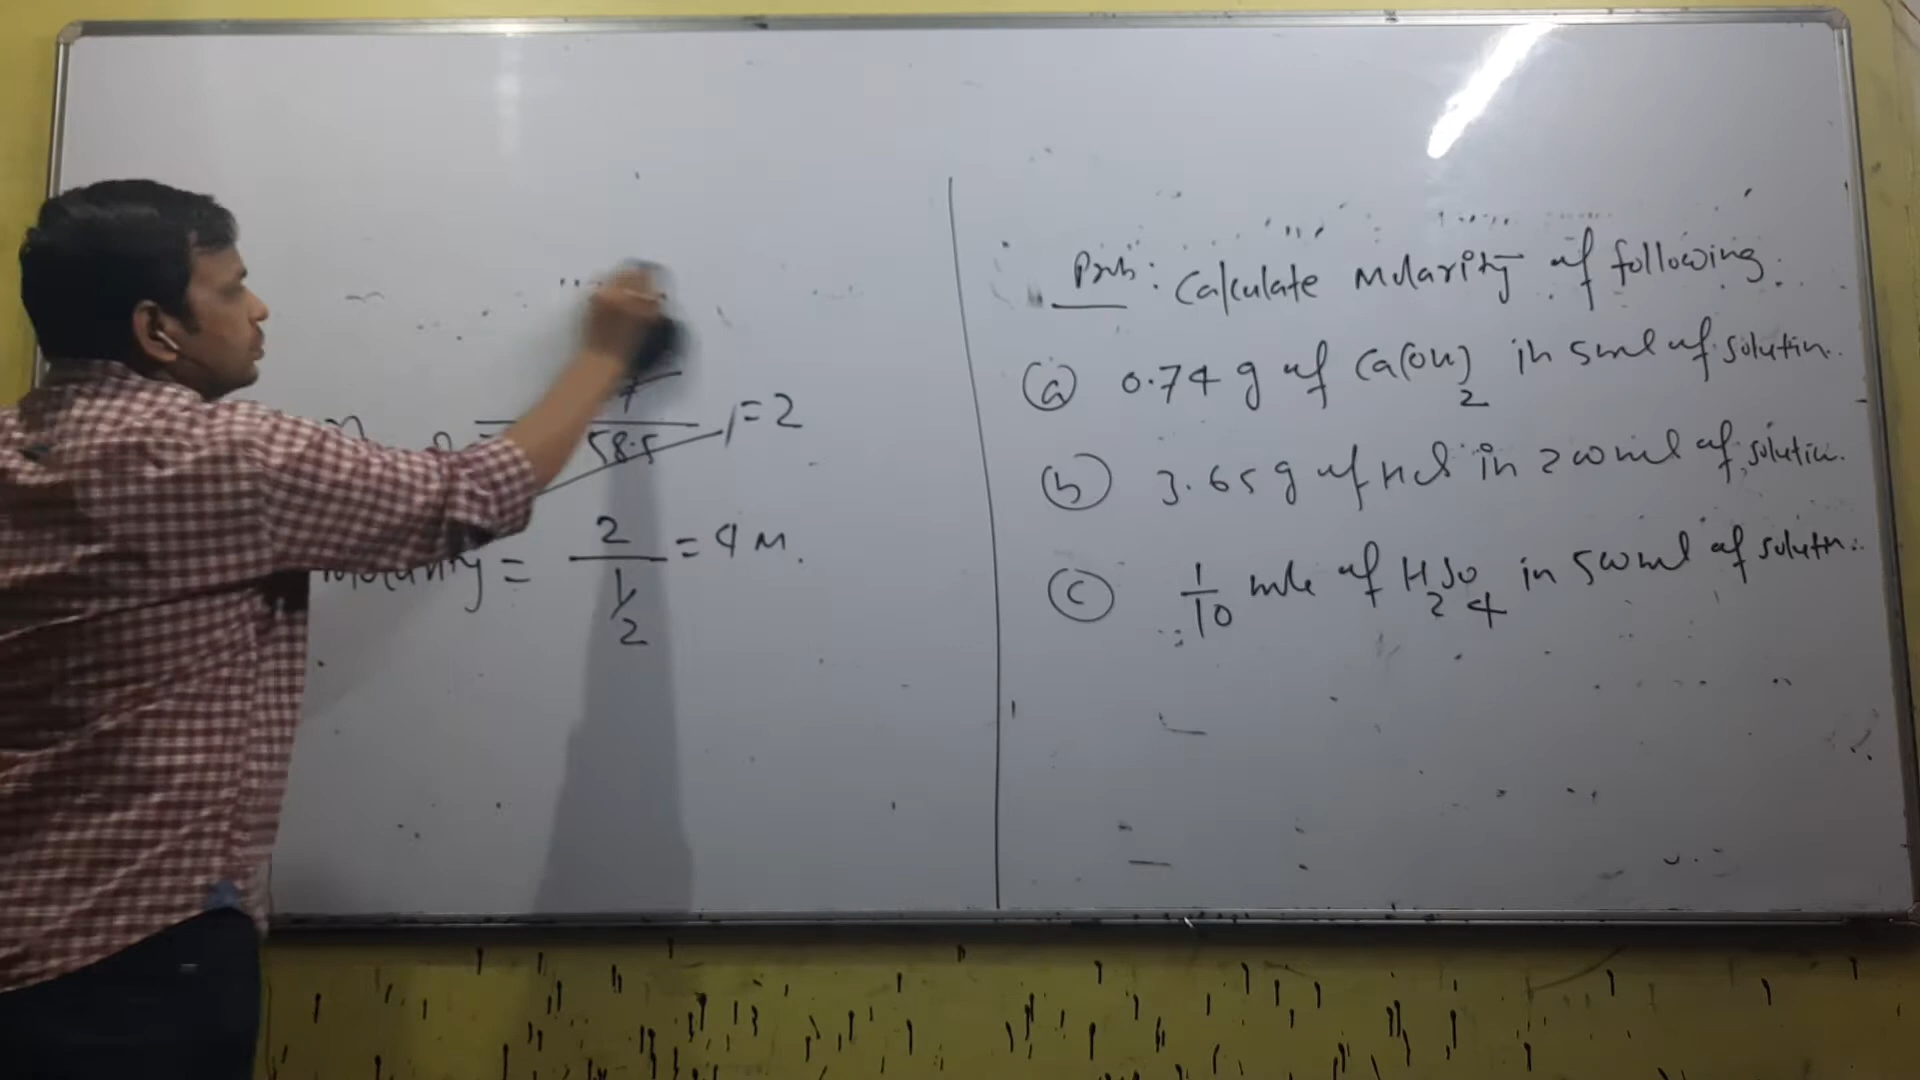 = 7/58.5 = 2
Molarity = 2/(1/2) = 4 M.
Prob: Calculate Molarity of following.
(a) 0.74 g of Ca(OH)2 in 5ml of solution.
(b) 3.65 g of HCl in 200 ml of solution.
(c) 1/10 mole of H2SO4 in 500 ml of solutn.